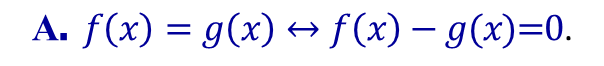 A. f(x) = g(x) ↔ f(x) − g(x)=0.